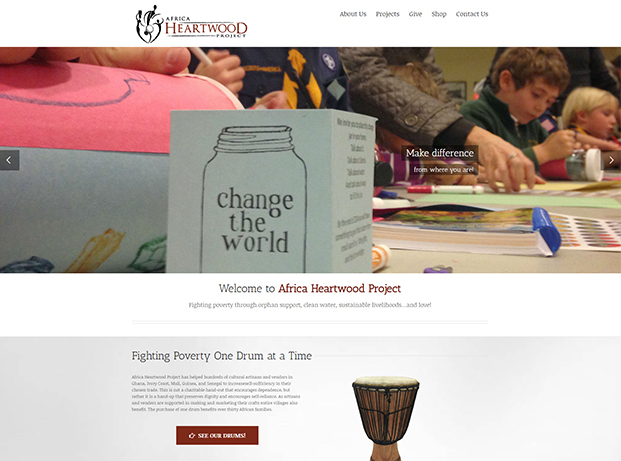 AFRICA
HEARTWOOD
PROJECT
About Us Projects Give Shop Contact Us
change
the
world
Make difference
from where you are!
Welcome to Africa Heartwood Project
Fighting poverty through orphan support, clean water, sustainable livelihoods...and love!
Fighting Poverty One Drum at a Time
Africa Heartwood Project has helped hundreds of cultural artisans and vendors in
Ghana, Ivory Coast, Mali, Guinea, and Senegal to increase self-sufficiency in their
chosen trade. This is not a charitable hand-out that encourages dependence, but
rather it is a hand-up that preserves dignity and encourages self-reliance. As artisans
and vendors are supported in making and marketing their crafts entire villages also
benefit. The purchase of one drum benefits over thirty African families.
SEE OUR DRUMS!